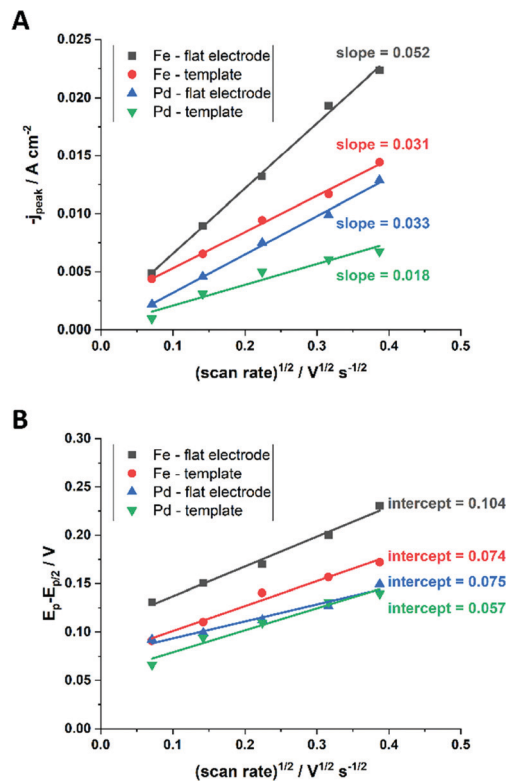 A
Fe - flat electrode
Fe - template
Pd - flat electrode
Pd - template
slope = 0.052
slope = 0.031
slope = 0.033
slope = 0.018
-jpeak / A cm-2
0.025
0.020
0.015
0.010
0.005
0.000
0.0 0.1 0.2 0.3 0.4 0.5
(scan rate)1/2 / V1/2 s-1/2
B
Fe - flat electrode
Fe - template
Pd - flat electrode
Pd - template
intercept = 0.104
intercept = 0.074
intercept = 0.075
intercept = 0.057
Ep-Ep/2 / V
0.30
0.25
0.20
0.15
0.10
0.05
0.00
0.0 0.1 0.2 0.3 0.4 0.5
(scan rate)1/2 / V1/2 s-1/2